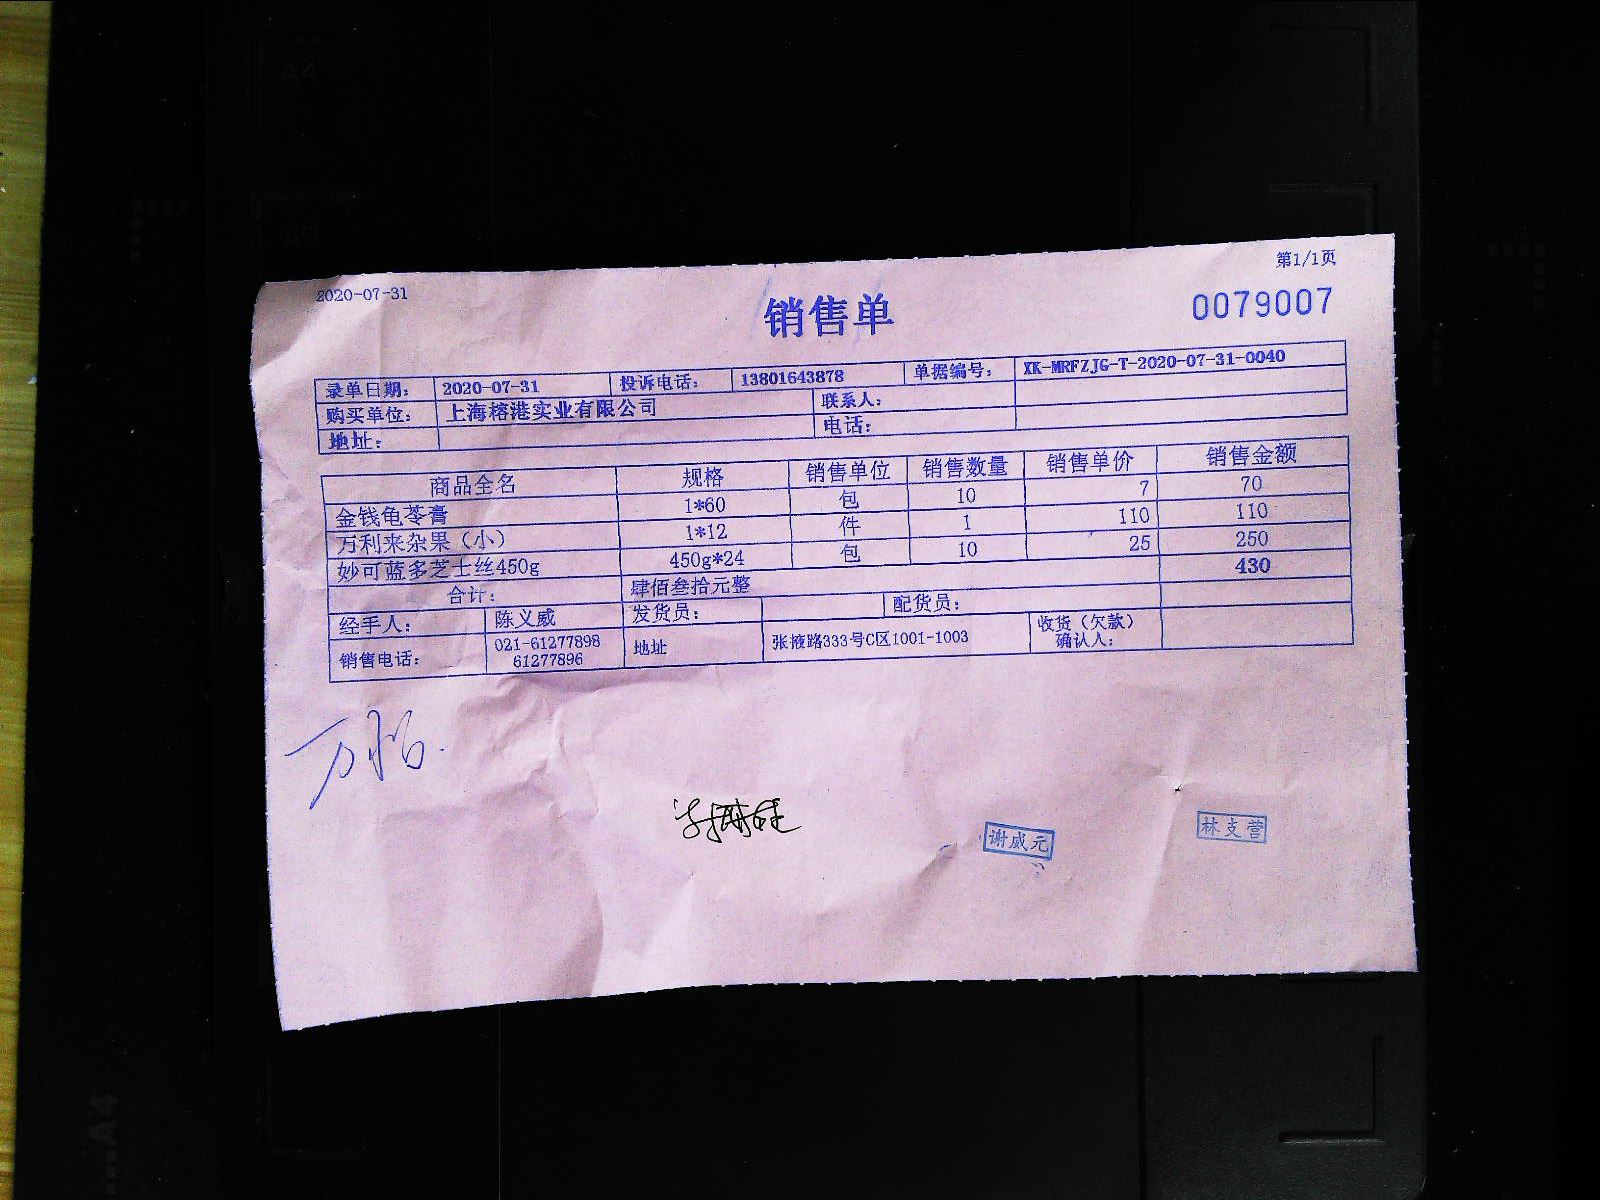 第1/1页
2020-07-31
销售单
0079007
录单日期: 2020-07-31 投诉电话: 13801643878 单据编号: XK-MRFZJG-T-2020-07-31-0040
购买单位: 上海榕港实业有限公司 联系人:
地址: 电话:
商品全名 规格 销售单位 销售数量 销售单价 销售金额
金钱龟苓膏 1*60 包 10 7 70
万利来杂果（小） 1*12 件 1 110 110
妙可蓝多芝士丝450g 450g*24 包 10 25 250
合计: 肆佰叁拾元整 430
经手人: 陈义威 发货员: 配货员:
销售电话: 021-61277898 61277896 地址 张掖路333号C区1001-1003 收货（欠款）确认人:
谢威元
林支营
A4